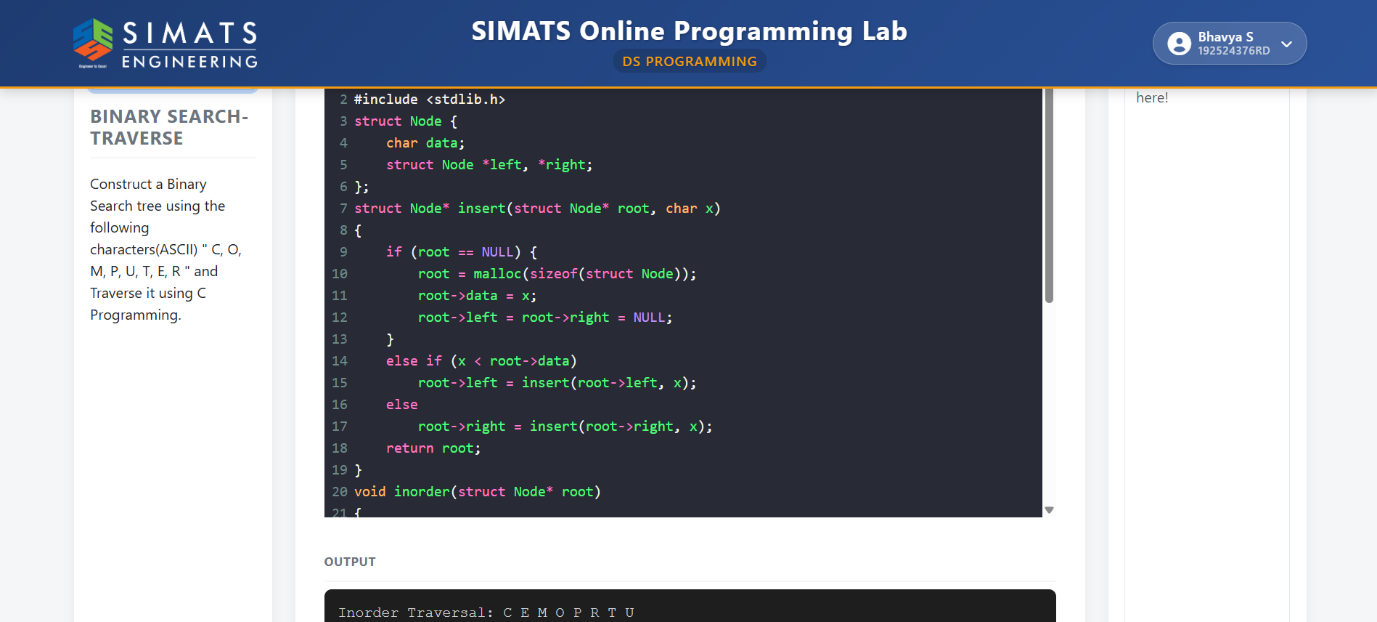 SIMATS
ENGINEERING
SIMATS Online Programming Lab
DS PROGRAMMING
Bhavya S
192524376RD
BINARY SEARCH-
TRAVERSE
Construct a Binary
Search tree using the
following
characters(ASCII) " C, O,
M, P, U, T, E, R " and
Traverse it using C
Programming.
2 #include <stdlib.h>
3 struct Node {
4     char data;
5     struct Node *left, *right;
6 };
7 struct Node* insert(struct Node* root, char x)
8 {
9     if (root == NULL) {
10         root = malloc(sizeof(struct Node));
11         root->data = x;
12         root->left = root->right = NULL;
13     }
14     else if (x < root->data)
15         root->left = insert(root->left, x);
16     else
17         root->right = insert(root->right, x);
18     return root;
19 }
20 void inorder(struct Node* root)
21 {
OUTPUT
Inorder Traversal: C E M O P R T U
here!